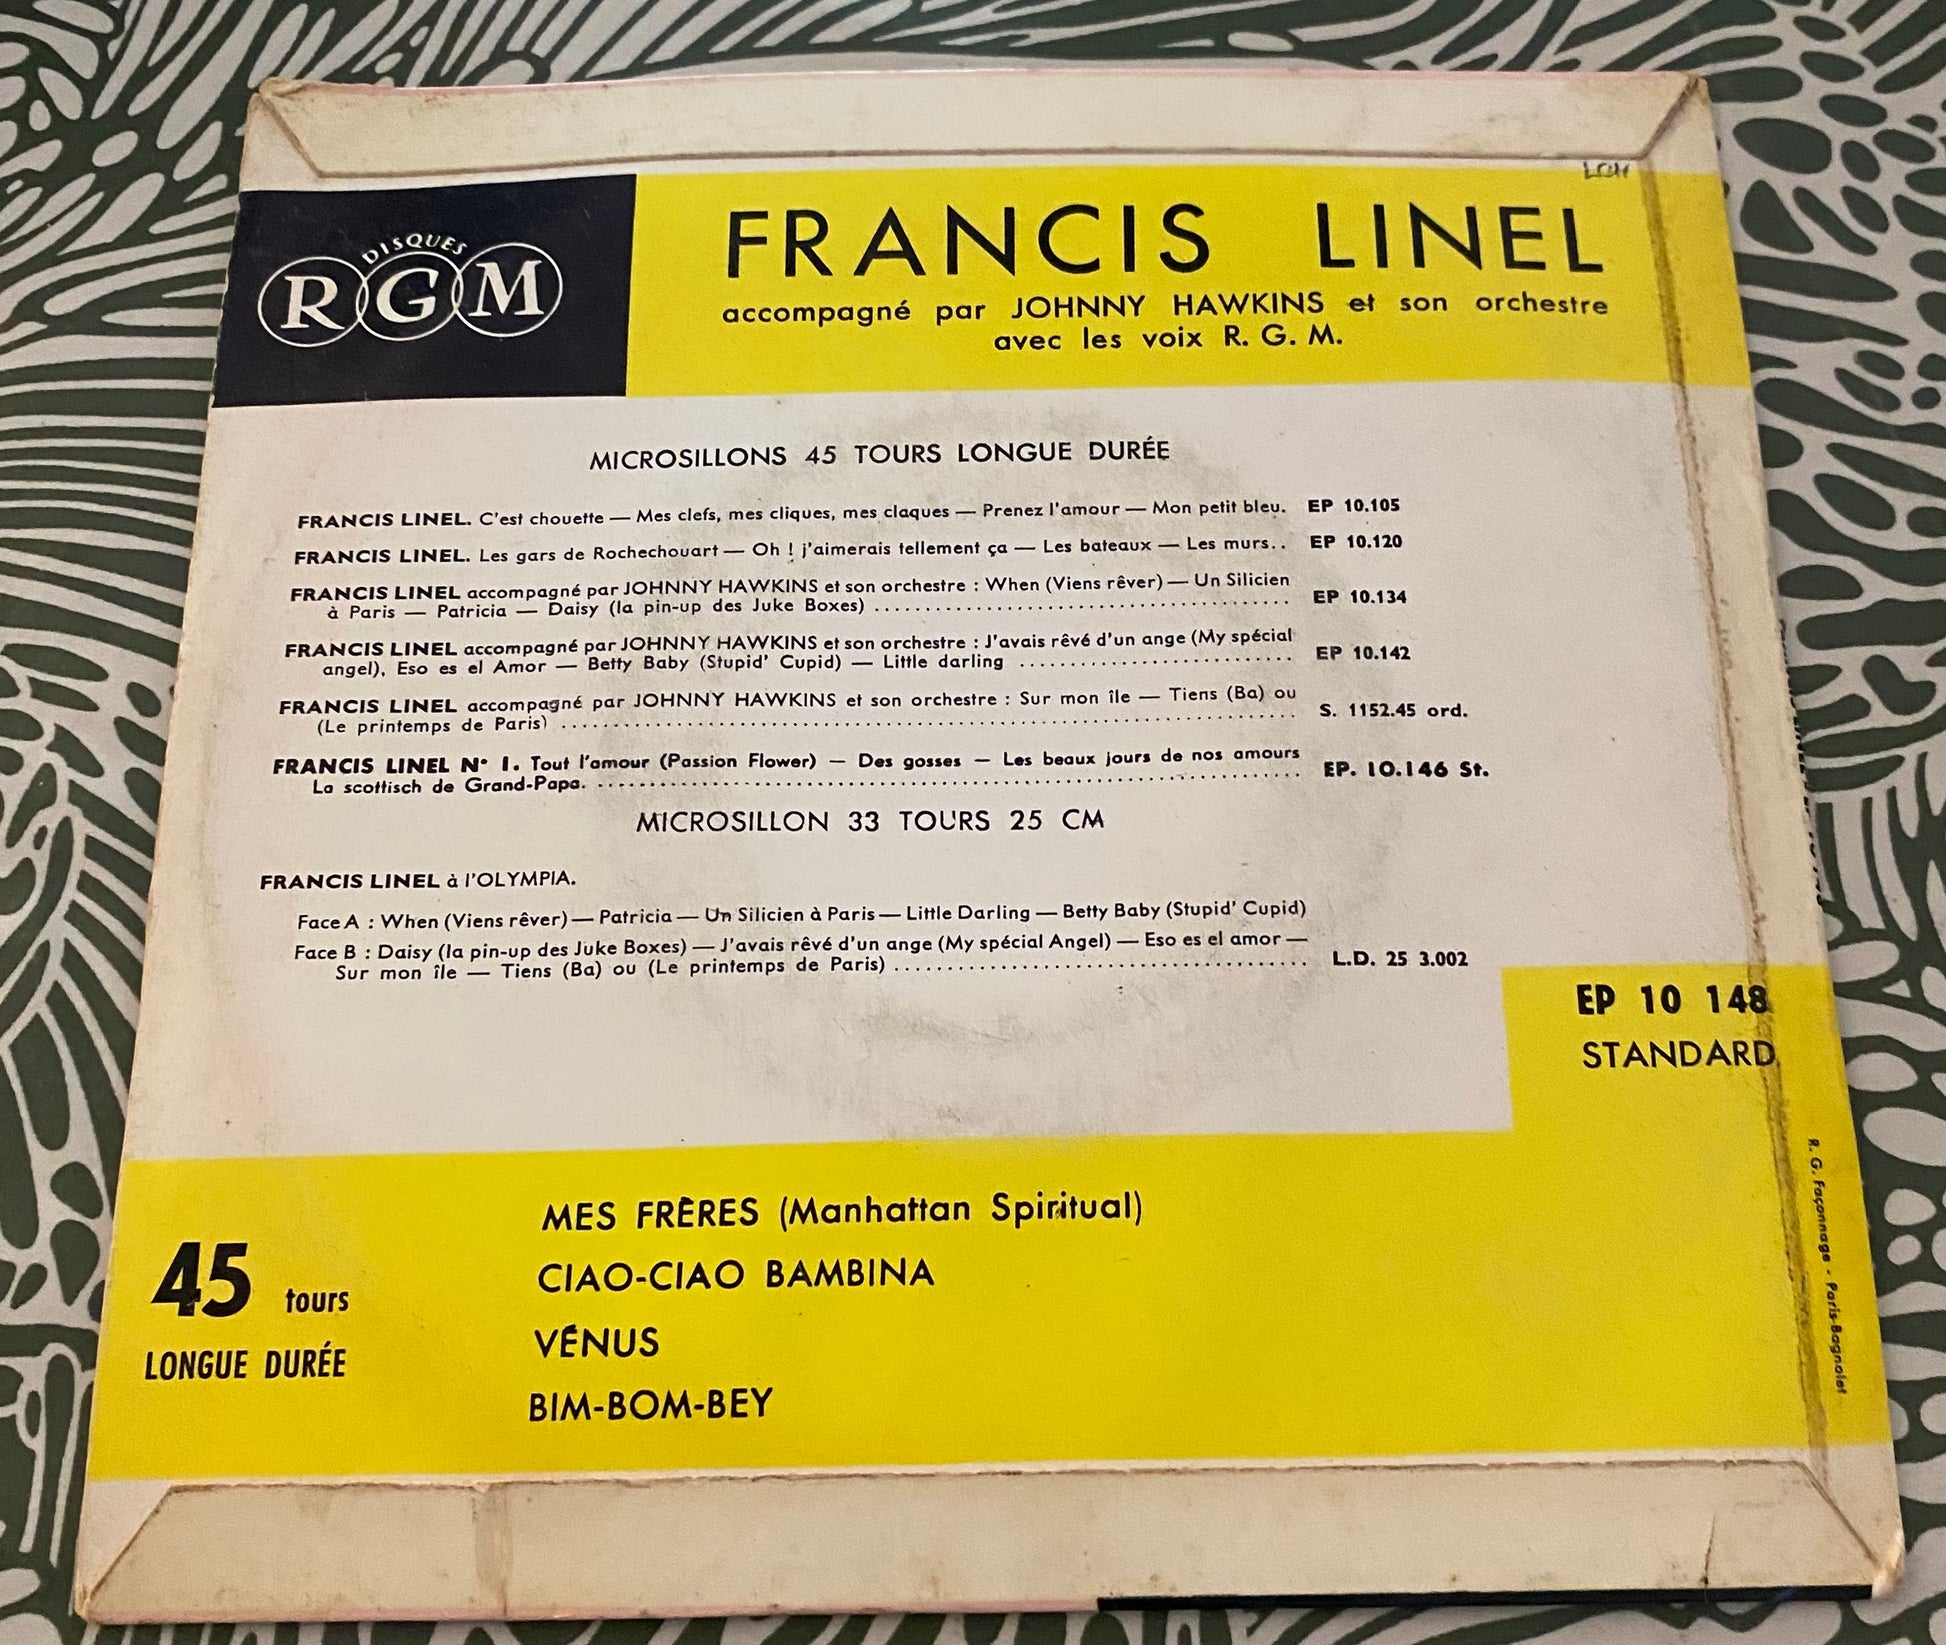 DISQUES
RGM
FRANCIS LINEL
accompagné par JOHNNY HAWKINS et son orchestre
avec les voix R. G. M.
MICROSILLONS 45 TOURS LONGUE DURÉE
FRANCIS LINEL. C'est chouette — Mes clefs, mes cliques, mes claques — Prenez l'amour — Mon petit bleu. EP 10.105
FRANCIS LINEL. Les gars de Rochechouart — Oh ! j'aimerais tellement ça — Les bateaux — Les murs.. EP 10.120
FRANCIS LINEL accompagné par JOHNNY HAWKINS et son orchestre : When (Viens rêver) — Un Silicien
à Paris — Patricia — Daisy (la pin-up des Juke Boxes) ........................................ EP 10.134
FRANCIS LINEL accompagné par JOHNNY HAWKINS et son orchestre : J'avais rêvé d'un ange (My spécial
angel), Eso es el Amor — Betty Baby (Stupid' Cupid) — Little darling .......................... EP 10.142
FRANCIS LINEL accompagné par JOHNNY HAWKINS et son orchestre : Sur mon île — Tiens (Ba) ou
(Le printemps de Paris) ........................................ S. 1152.45 ord.
FRANCIS LINEL N° 1. Tout l'amour (Passion Flower) — Des gosses — Les beaux jours de nos amours
La scottisch de Grand-Papa. ........................................ EP. 10.146 St.
MICROSILLON 33 TOURS 25 CM
FRANCIS LINEL à l'OLYMPIA.
Face A : When (Viens rêver) — Patricia — Un Silicien à Paris — Little Darling — Betty Baby (Stupid' Cupid)
Face B : Daisy (la pin-up des Juke Boxes) — J'avais rêvé d'un ange (My spécial Angel) — Eso es el amor —
Sur mon île — Tiens (Ba) ou (Le printemps de Paris) ................................ L.D. 25 3.002
EP 10 148
STANDARD
R. G. Façonnage - Paris-Bagnolet
45 tours
LONGUE DURÉE
MES FRÈRES (Manhattan Spiritual)
CIAO-CIAO BAMBINA
VÉNUS
BIM-BOM-BEY